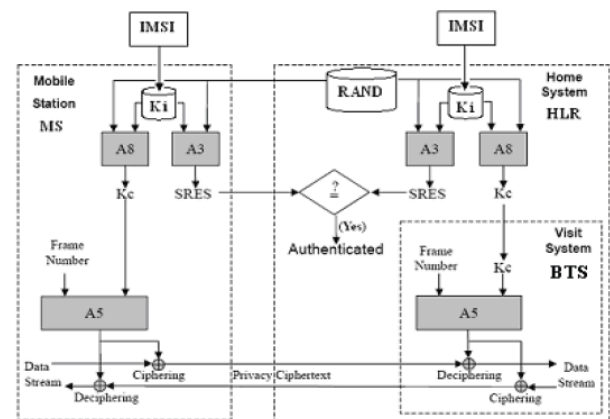 IMSI
IMSI
Mobile
Station
MS
Home
System
HLR
Ki
RAND
Ki
A8
A3
A3
A8
Kc
SRES
?
=
SRES
Kc
(Yes)
Authenticated
Visit
System
BTS
Frame
Number
Frame
Number
Kc
A5
A5
Data
Stream
Ciphering
Deciphering
Privacy Ciphertext
Deciphering
Ciphering
Data
Stream